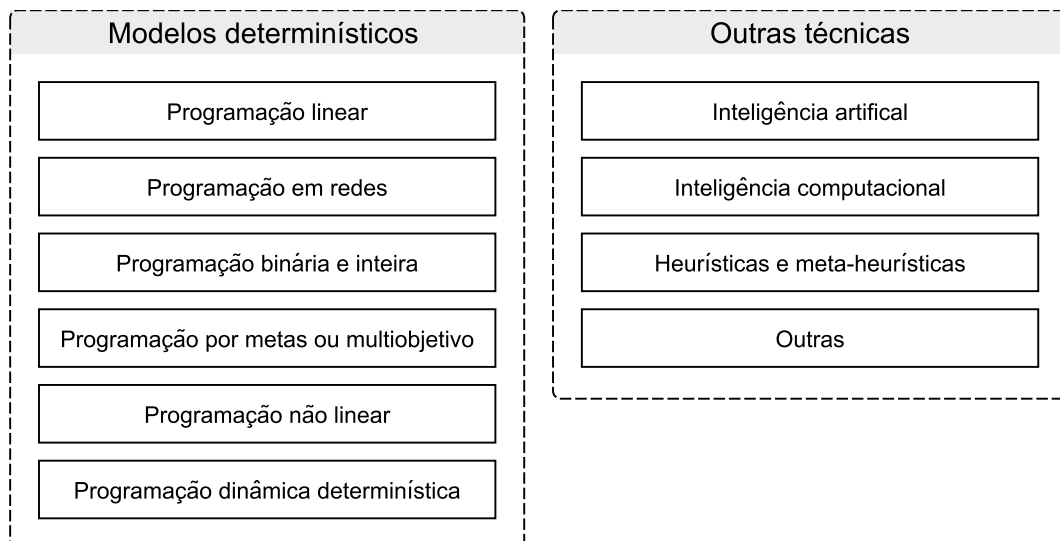 Modelos determinísticos
Programação linear
Programação em redes
Programação binária e inteira
Programação por metas ou multiobjetivo
Programação não linear
Programação dinâmica determinística
Outras técnicas
Inteligência artifical
Inteligência computacional
Heurísticas e meta-heurísticas
Outras